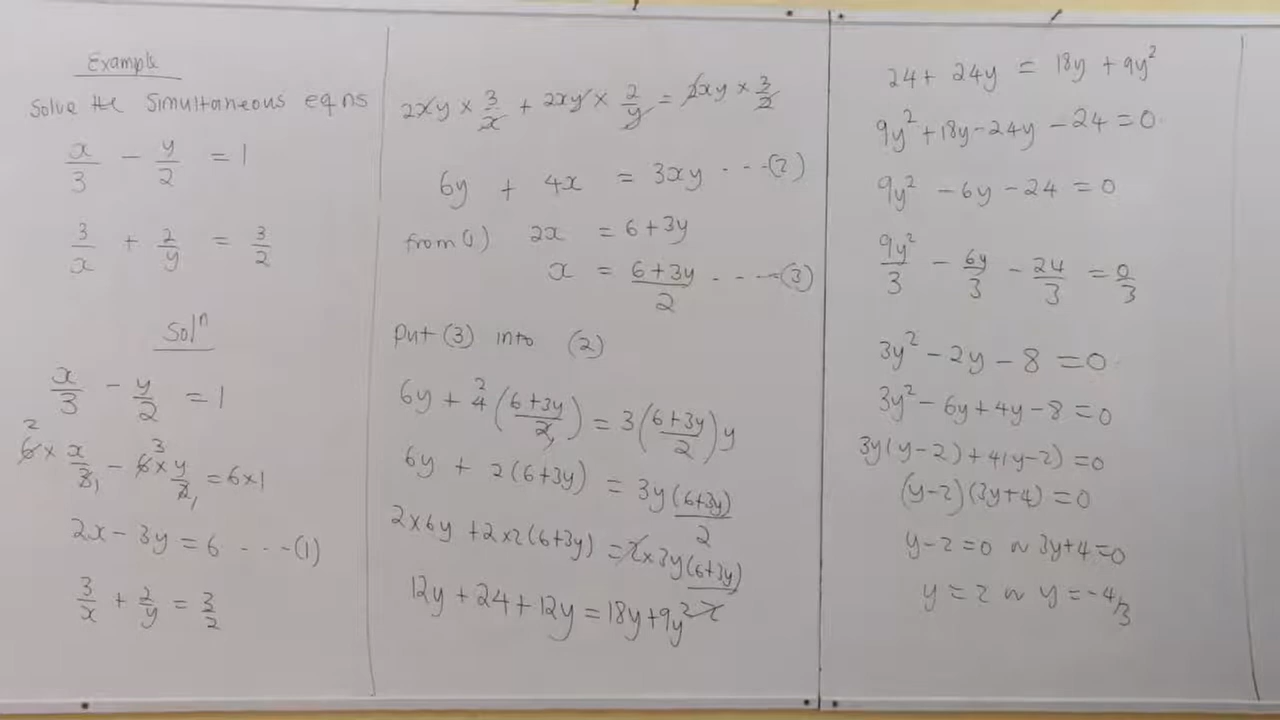 Example
Solve the Simultaneous eqns
x/3 - y/2 = 1
3/x + 2/y = 3/2
Solⁿ
x/3 - y/2 = 1
²6 × x/3₁ - ³6 × y/2₁ = 6 × 1
2x - 3y = 6 ----(1)
3/x + 2/y = 3/2
2xy × 3/x + 2xy × 2/y = 2xy × 3/2
6y + 4x = 3xy ----(2)
from (1) 2x = 6+3y
x = (6+3y)/2 ----(3)
Put (3) into (2)
6y + ²4((6+3y)/2₁) = 3((6+3y)/2)y
6y + 2(6+3y) = 3y(6+3y)/2
2×6y + 2×2(6+3y) = 2×3y(6+3y)/2
12y + 24 + 12y = 18y + 9y²
24 + 24y = 18y + 9y²
9y² + 18y - 24y - 24 = 0
9y² - 6y - 24 = 0
9y²/3 - 6y/3 - 24/3 = 0/3
3y² - 2y - 8 = 0
3y² - 6y + 4y - 8 = 0
3y(y-2) + 4(y-2) = 0
(y-2)(3y+4) = 0
y-2 = 0 or 3y+4 = 0
y = 2 or y = -4/3